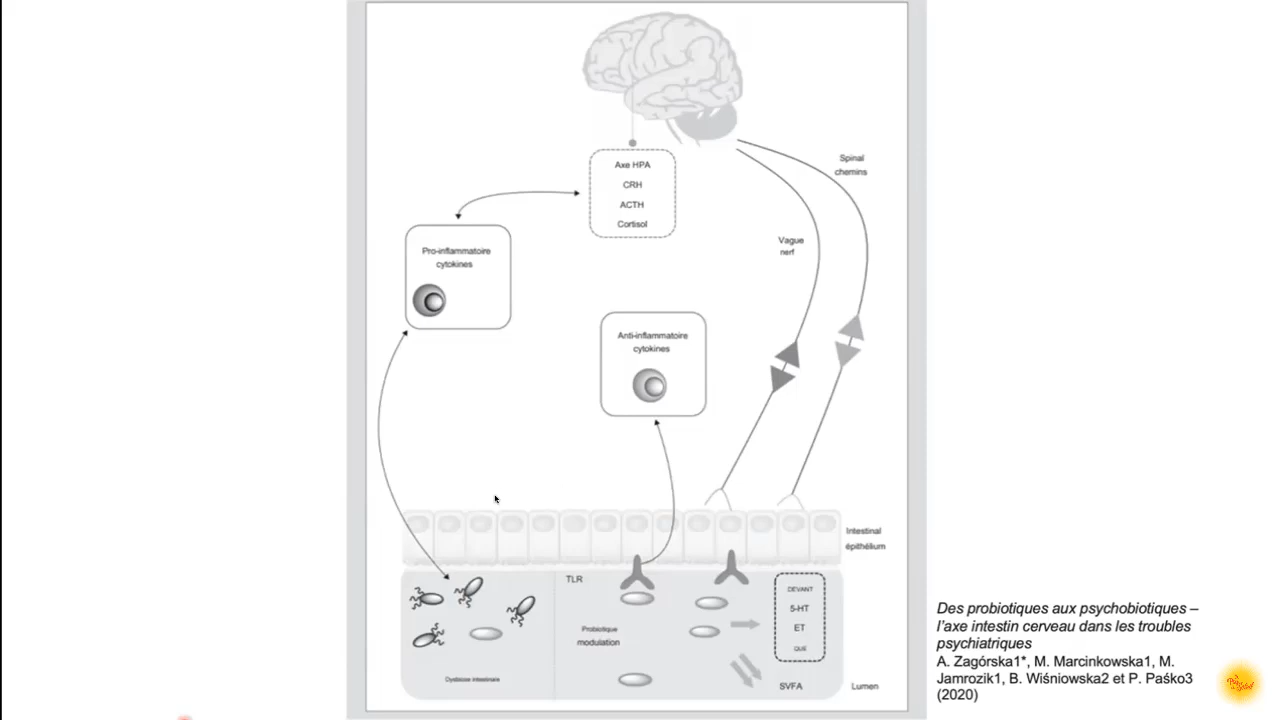 Spinal
chemins
Axe HPA
CRH
ACTH
Cortisol
Vague
nerf
Pro-inflammatoire
cytokines
Anti-inflammatoire
cytokines
Intestinal
épithélium
TLR
DEVANT
5-HT
ET
QUE
Probiotique
modulation
Dysbiose intestinale
SVFA
Lumen
Des probiotiques aux psychobiotiques –
l'axe intestin cerveau dans les troubles
psychiatriques
A. Zagórska1*, M. Marcinkowska1, M.
Jamrozik1, B. Wiśniowska2 et P. Paśko3
(2020)